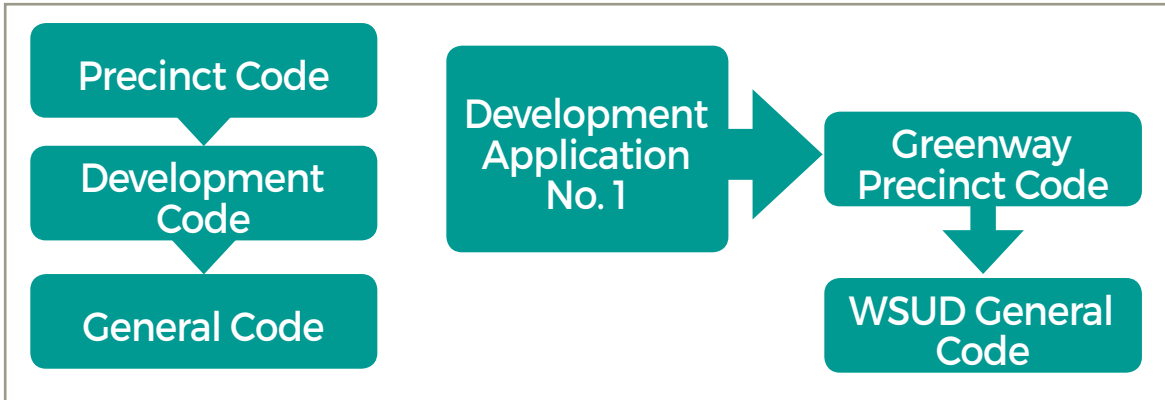 Precinct Code
Development
Code
General Code
Development
Application
No. 1
Greenway
Precinct Code
WSUD General
Code